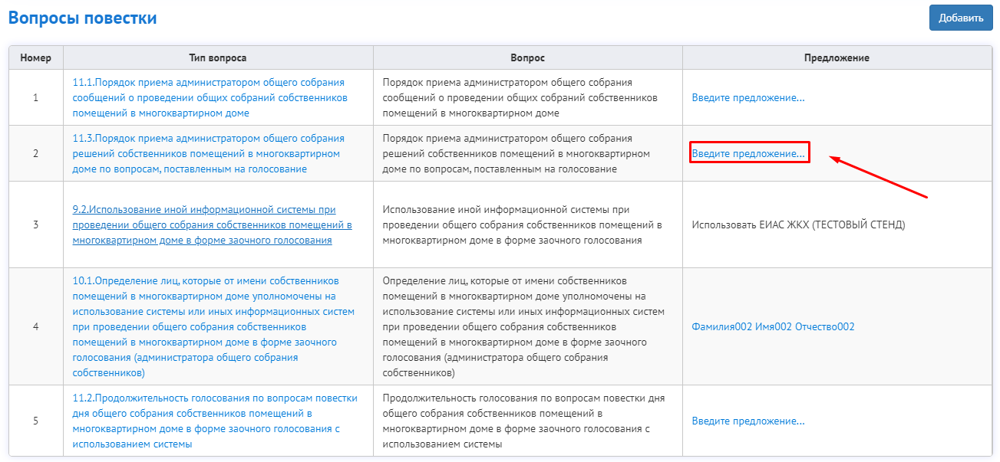 Вопросы повестки
Добавить
Номер Тип вопроса Вопрос Предложение
1
11.1.Порядок приема администратором общего собрания
сообщений о проведении общих собраний собственников
помещений в многоквартирном доме
Порядок приема администратором общего собрания
сообщений о проведении общих собраний собственников
помещений в многоквартирном доме
Введите предложение...
2
11.3.Порядок приема администратором общего собрания
решений собственников помещений в многоквартирном
доме по вопросам, поставленным на голосование
Порядок приема администратором общего собрания
решений собственников помещений в многоквартирном
доме по вопросам, поставленным на голосование
Введите предложение...
3
9.2.Использование иной информационной системы при
проведении общего собрания собственников помещений в
многоквартирном доме в форме заочного голосования
Использование иной информационной системы при
проведении общего собрания собственников помещений в
многоквартирном доме в форме заочного голосования
Использовать ЕИАС ЖКХ (ТЕСТОВЫЙ СТЕНД)
4
10.1.Определение лиц, которые от имени собственников
помещений в многоквартирном доме уполномочены на
использование системы или иных информационных систем
при проведении общего собрания собственников
помещений в многоквартирном доме в форме заочного
голосования (администратора общего собрания
собственников)
Определение лиц, которые от имени собственников
помещений в многоквартирном доме уполномочены на
использование системы или иных информационных систем
при проведении общего собрания собственников
помещений в многоквартирном доме в форме заочного
голосования (администратора общего собрания
собственников)
Фамилия002 Имя002 Отчество002
5
11.2.Продолжительность голосования по вопросам повестки
дня общего собрания собственников помещений в
многоквартирном доме в форме заочного голосования с
использованием системы
Продолжительность голосования по вопросам повестки дня
общего собрания собственников помещений в
многоквартирном доме в форме заочного голосования с
использованием системы
Введите предложение...